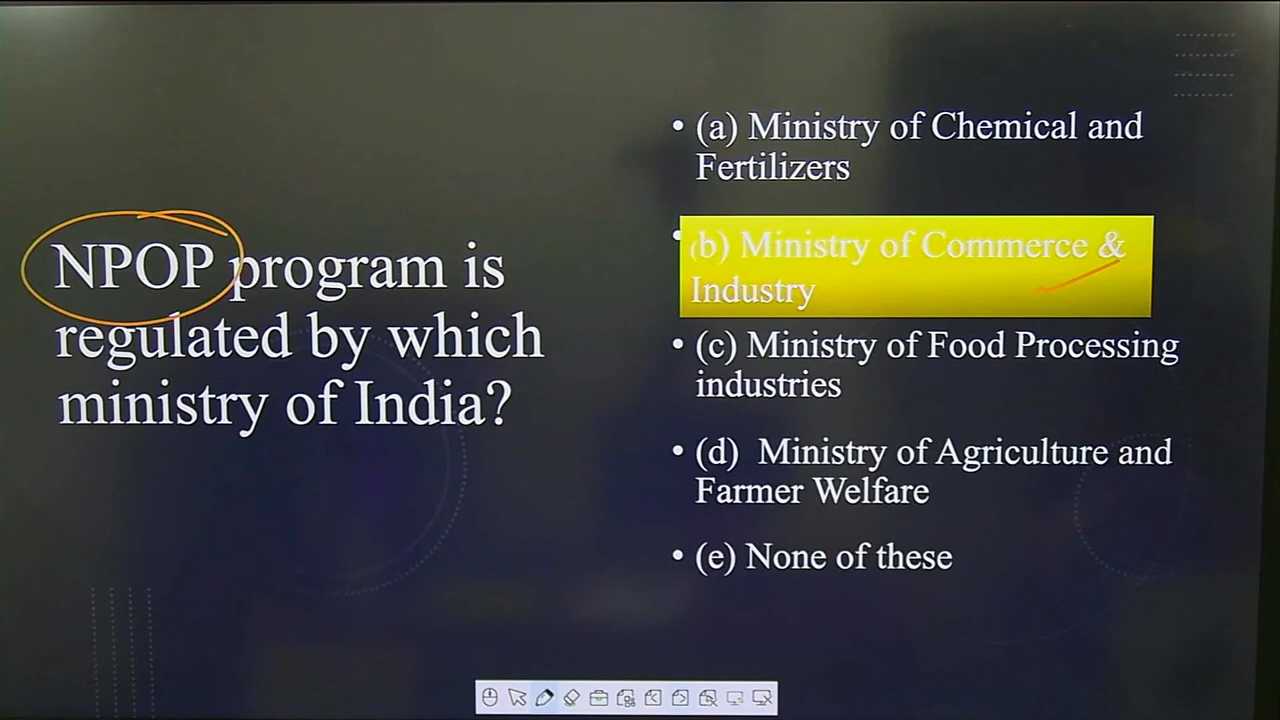 NPOP program is
regulated by which
ministry of India?
• (a) Ministry of Chemical and
Fertilizers
• (b) Ministry of Commerce &
Industry
• (c) Ministry of Food Processing
industries
• (d) Ministry of Agriculture and
Farmer Welfare
• (e) None of these